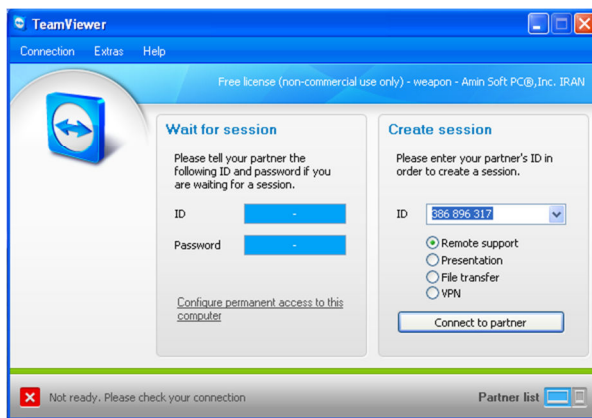 TeamViewer
Connection Extras Help
Free license (non-commercial use only) - weapon - Amin Soft PC®,Inc. IRAN
Wait for session
Please tell your partner the
following ID and password if you
are waiting for a session.
ID -
Password -
Configure permanent access to this
computer
Create session
Please enter your partner's ID in
order to create a session.
ID 386 896 317
Remote support
Presentation
File transfer
VPN
Connect to partner
Not ready. Please check your connection
Partner list